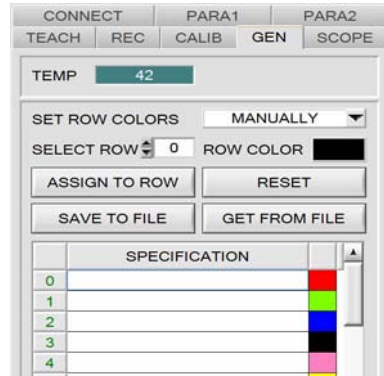 CONNECT PARA1 PARA2
TEACH REC CALIB GEN SCOPE
TEMP 42
SET ROW COLORS MANUALLY
SELECT ROW 0 ROW COLOR
ASSIGN TO ROW RESET
SAVE TO FILE GET FROM FILE
SPECIFICATION
0
1
2
3
4